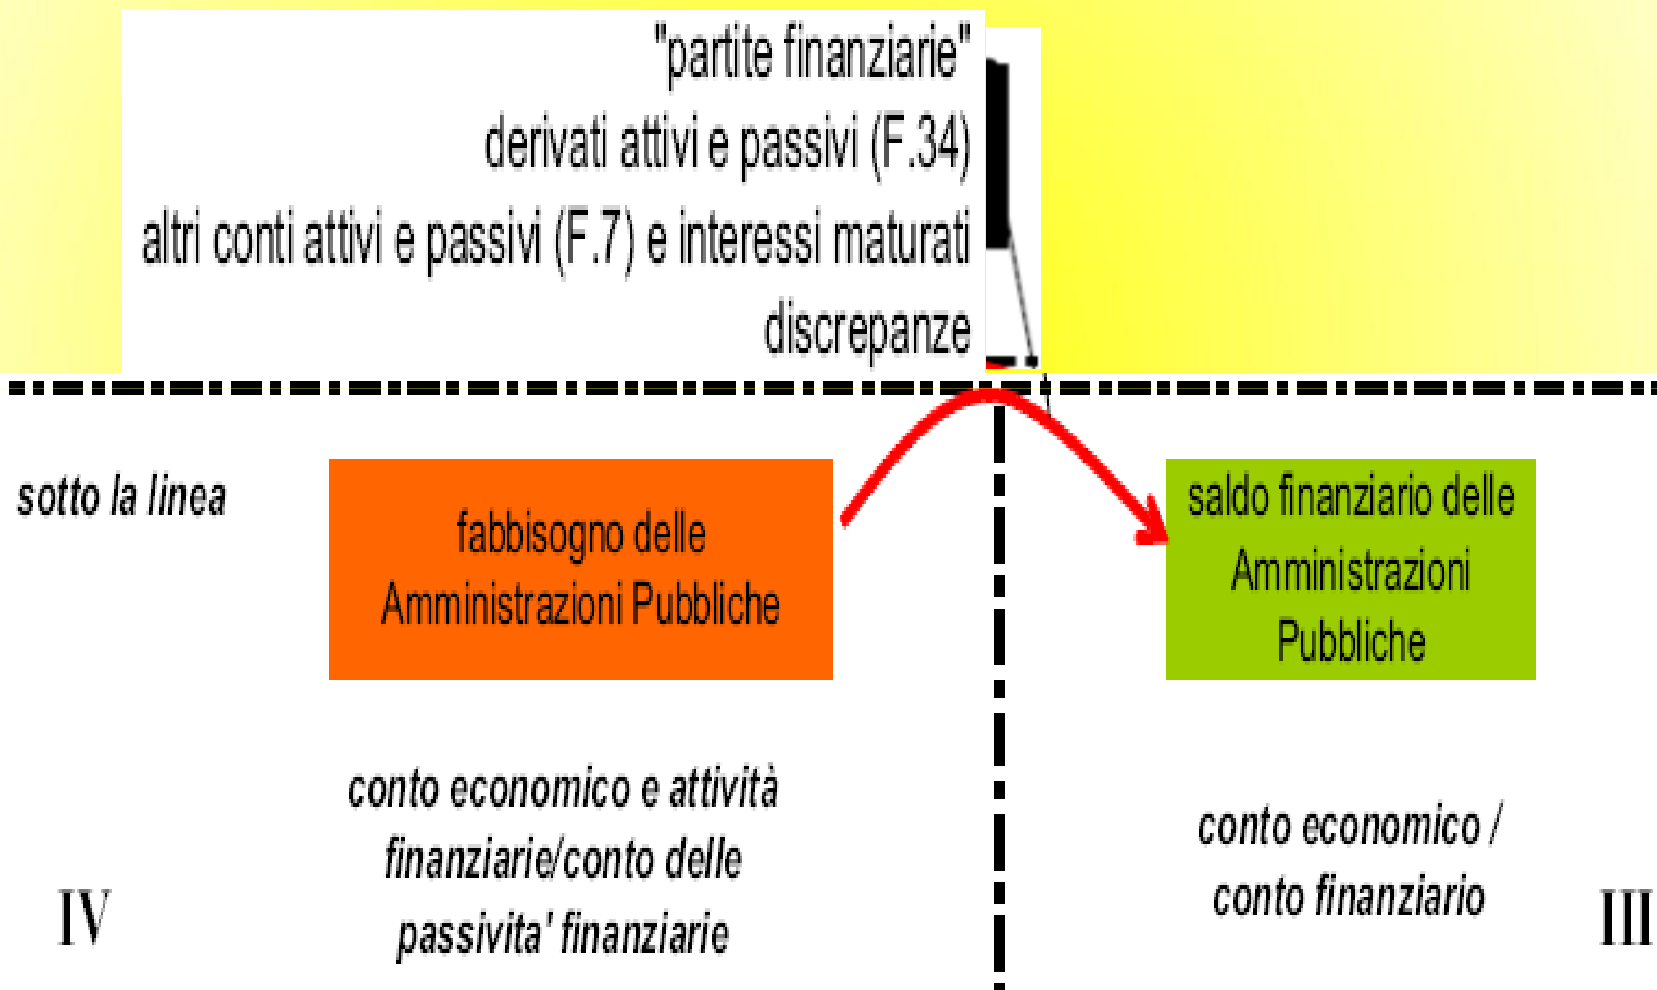 "partite finanziarie"
derivati attivi e passivi (F.34)
altri conti attivi e passivi (F.7) e interessi maturati
discrepanze
sotto la linea
fabbisogno delle
Amministrazioni Pubbliche
saldo finanziario delle
Amministrazioni
Pubbliche
conto economico e attività
finanziarie/conto delle
passivita' finanziarie
conto economico /
conto finanziario
IV
III